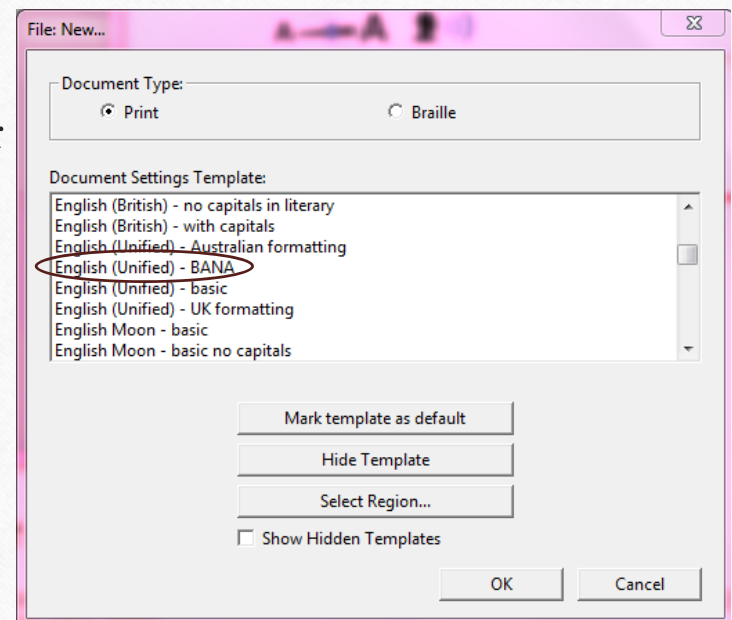 File: New...
Document Type:
Print
Braille
Document Settings Template:
English (British) - no capitals in literary
English (British) - with capitals
English (Unified) - Australian formatting
English (Unified) - BANA
English (Unified) - basic
English (Unified) - UK formatting
English Moon - basic
English Moon - basic no capitals
Mark template as default
Hide Template
Select Region...
Show Hidden Templates
OK
Cancel